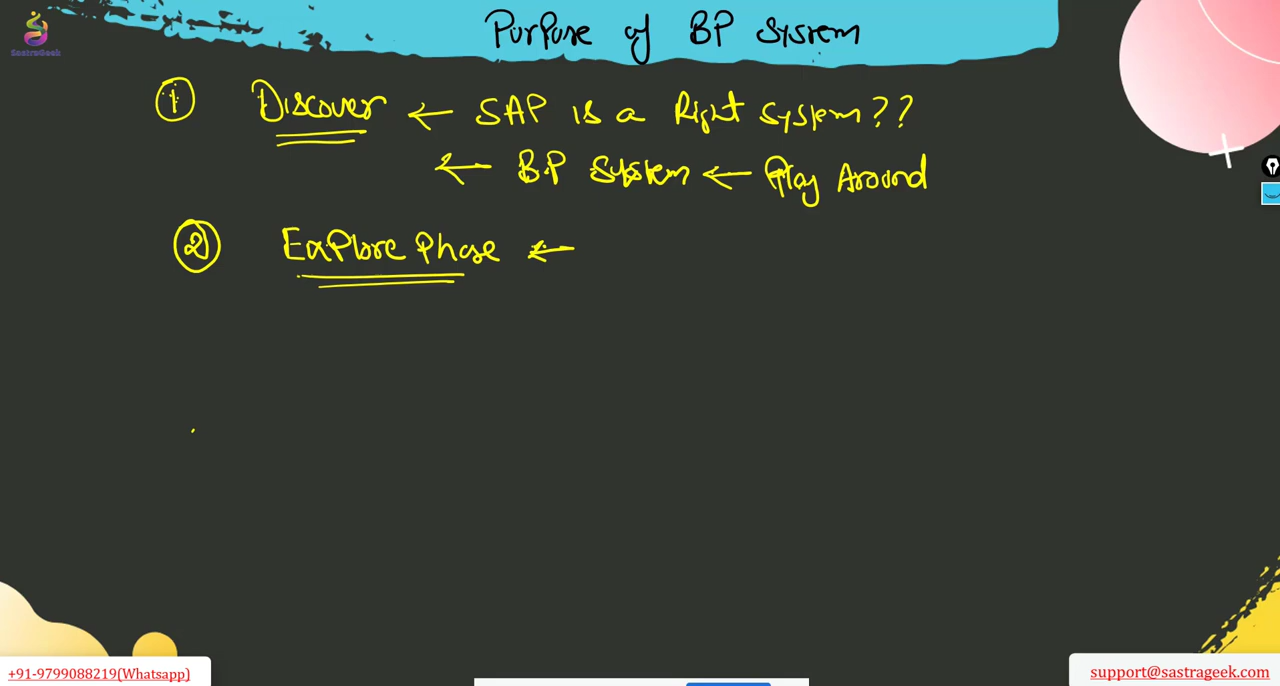 Purpose of BP System
SastraGeek
① Discover ← SAP is a Right System??
← BP System ← Play Around
② Explore Phase ←
+91-9799088219(Whatsapp)
support@sastrageek.com